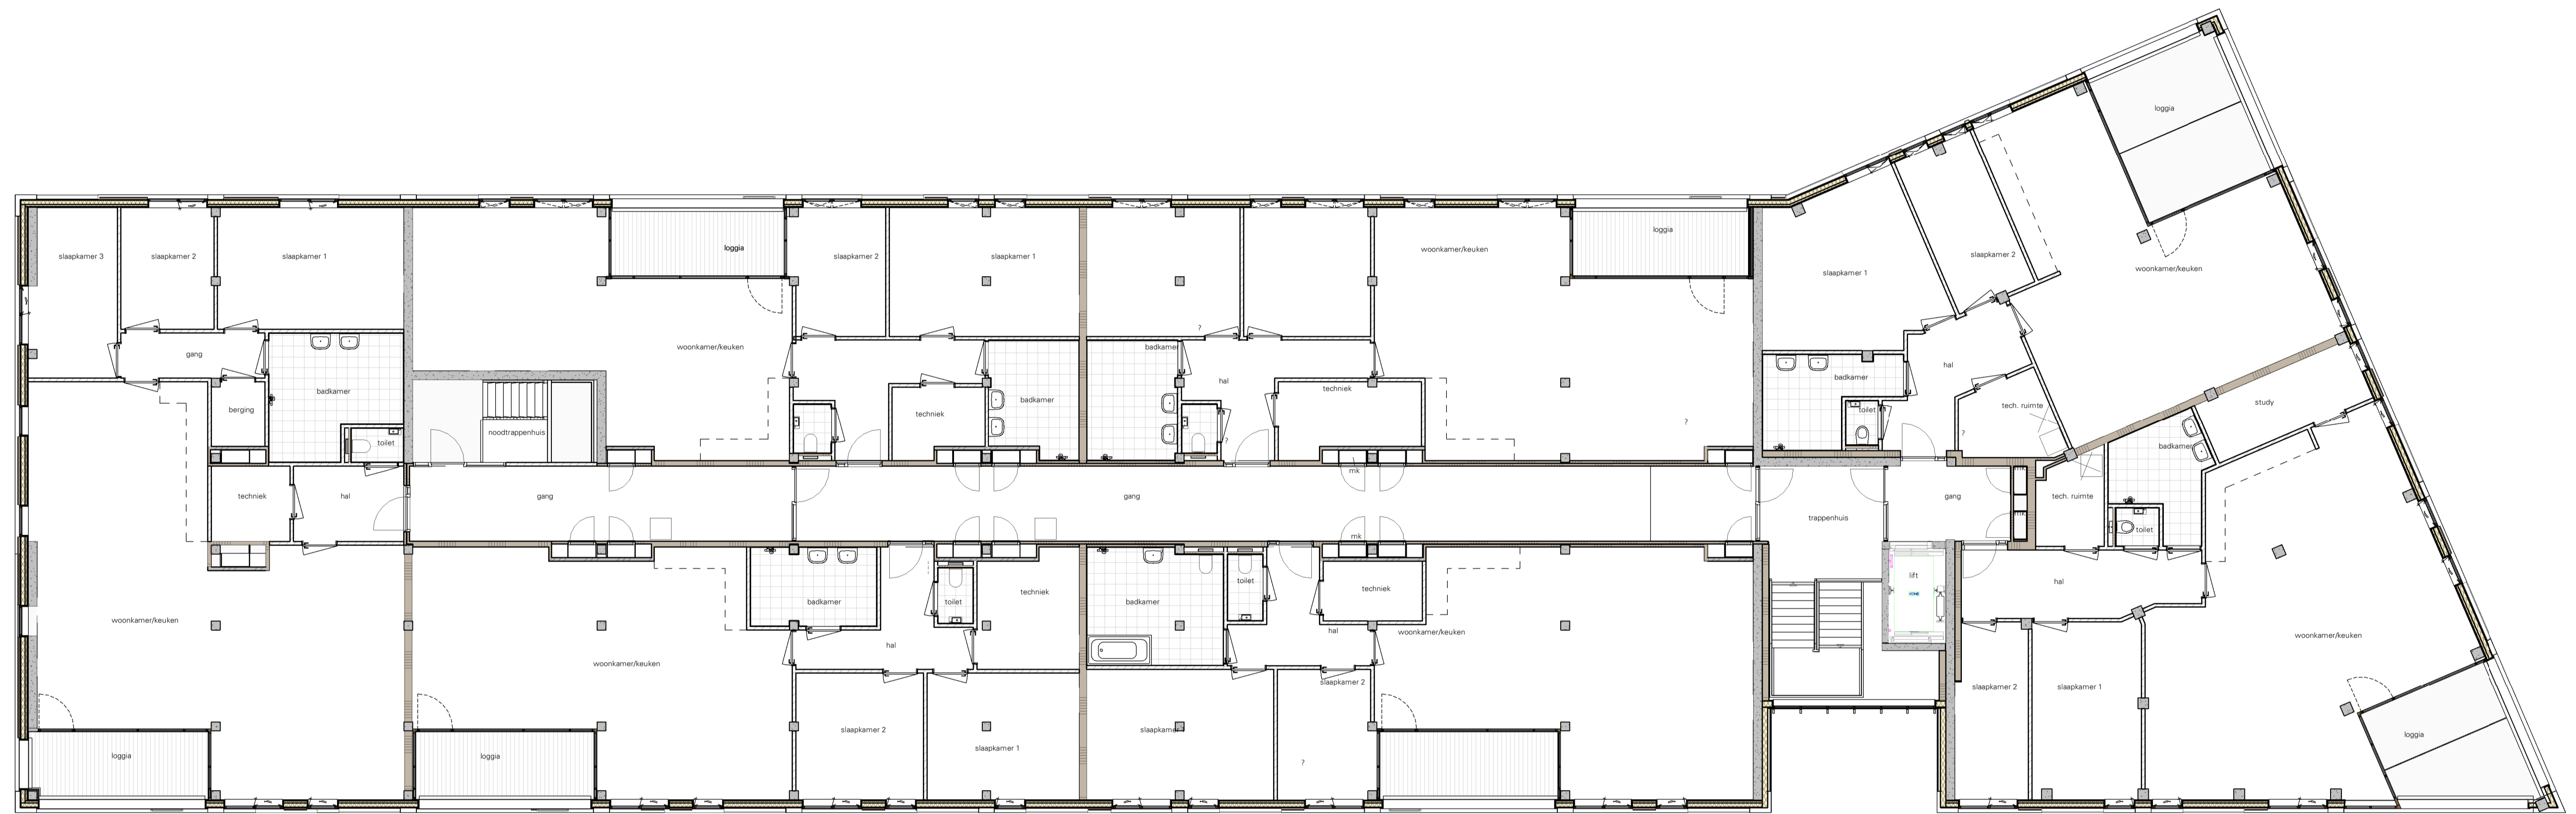 loggia
loggia
loggia
slaapkamer 3
slaapkamer 2
slaapkamer 1
slaapkamer 2
slaapkamer 1
woonkamer/keuken
slaapkamer 2
slaapkamer 1
woonkamer/keuken
?
gang
woonkamer/keuken
badkamer
hal
badkamer
hal
techniek
badkamer
badkamer
berging
techniek
badkamer
toilet
study
tech. ruimte
?
?
noodtrappenhuis
toilet
?
?
badkamer
mk
techniek
hal
gang
gang
gang
tech. ruimte
trappenhuis
mk
toilet
mk
lift
HOME
hal
toilet
techniek
techniek
badkamer
toilet
badkamer
woonkamer/keuken
hal
woonkamer/keuken
woonkamer/keuken
hal
woonkamer/keuken
slaapkamer 2
slaapkamer 2
slaapkamer 1
slaapkamer 2
slaapkamer 1
loggia
slaapkamer 1
loggia
loggia
?